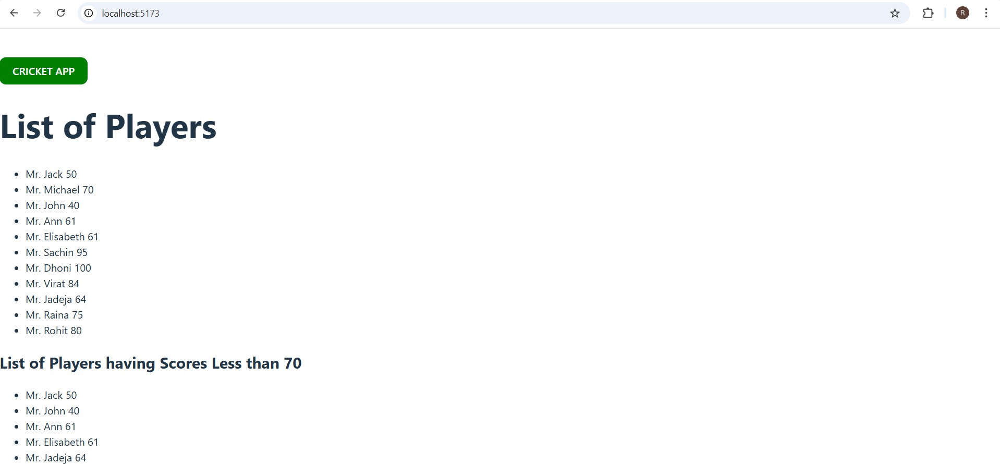 localhost:5173
R
CRICKET APP
List of Players
Mr. Jack 50
Mr. Michael 70
Mr. John 40
Mr. Ann 61
Mr. Elisabeth 61
Mr. Sachin 95
Mr. Dhoni 100
Mr. Virat 84
Mr. Jadeja 64
Mr. Raina 75
Mr. Rohit 80
List of Players having Scores Less than 70
Mr. Jack 50
Mr. John 40
Mr. Ann 61
Mr. Elisabeth 61
Mr. Jadeja 64